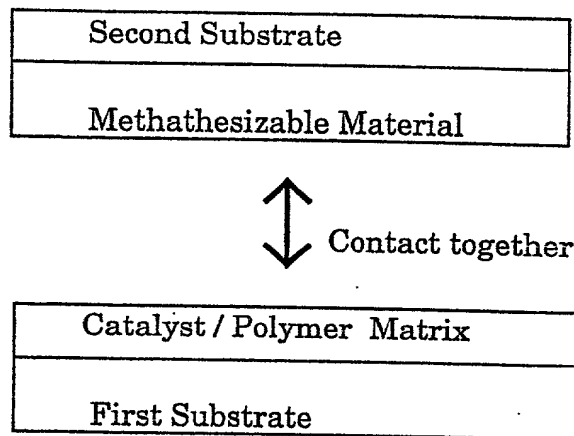 Second Substrate
Methathesizable Material
Contact together
Catalyst / Polymer Matrix
First Substrate